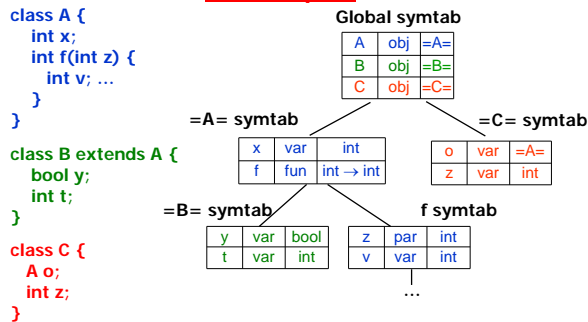 class A {
int x;
int f(int z) {
int v; ...
}
}
class B extends A {
bool y;
int t;
}
class C {
A o;
int z;
}
Global symtab
A obj =A=
B obj =B=
C obj =C=
=A= symtab
x var int
f fun int → int
=C= symtab
o var =A=
z var int
=B= symtab
y var bool
t var int
f symtab
z par int
v var int
...